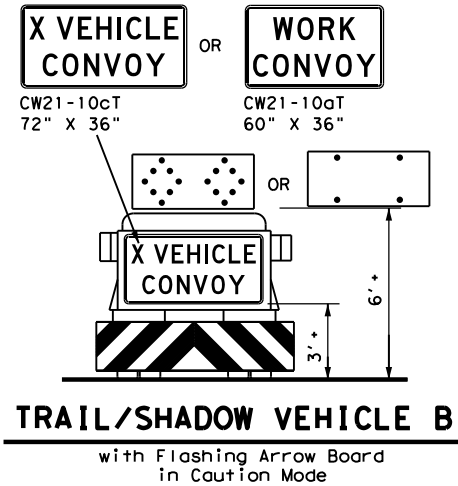 X VEHICLE
CONVOY
OR
WORK
CONVOY
CW21-10cT
72" X 36"
CW21-10aT
60" X 36"
OR
X VEHICLE
CONVOY
6' +
3' +
TRAIL/SHADOW VEHICLE B
with Flashing Arrow Board
in Caution Mode